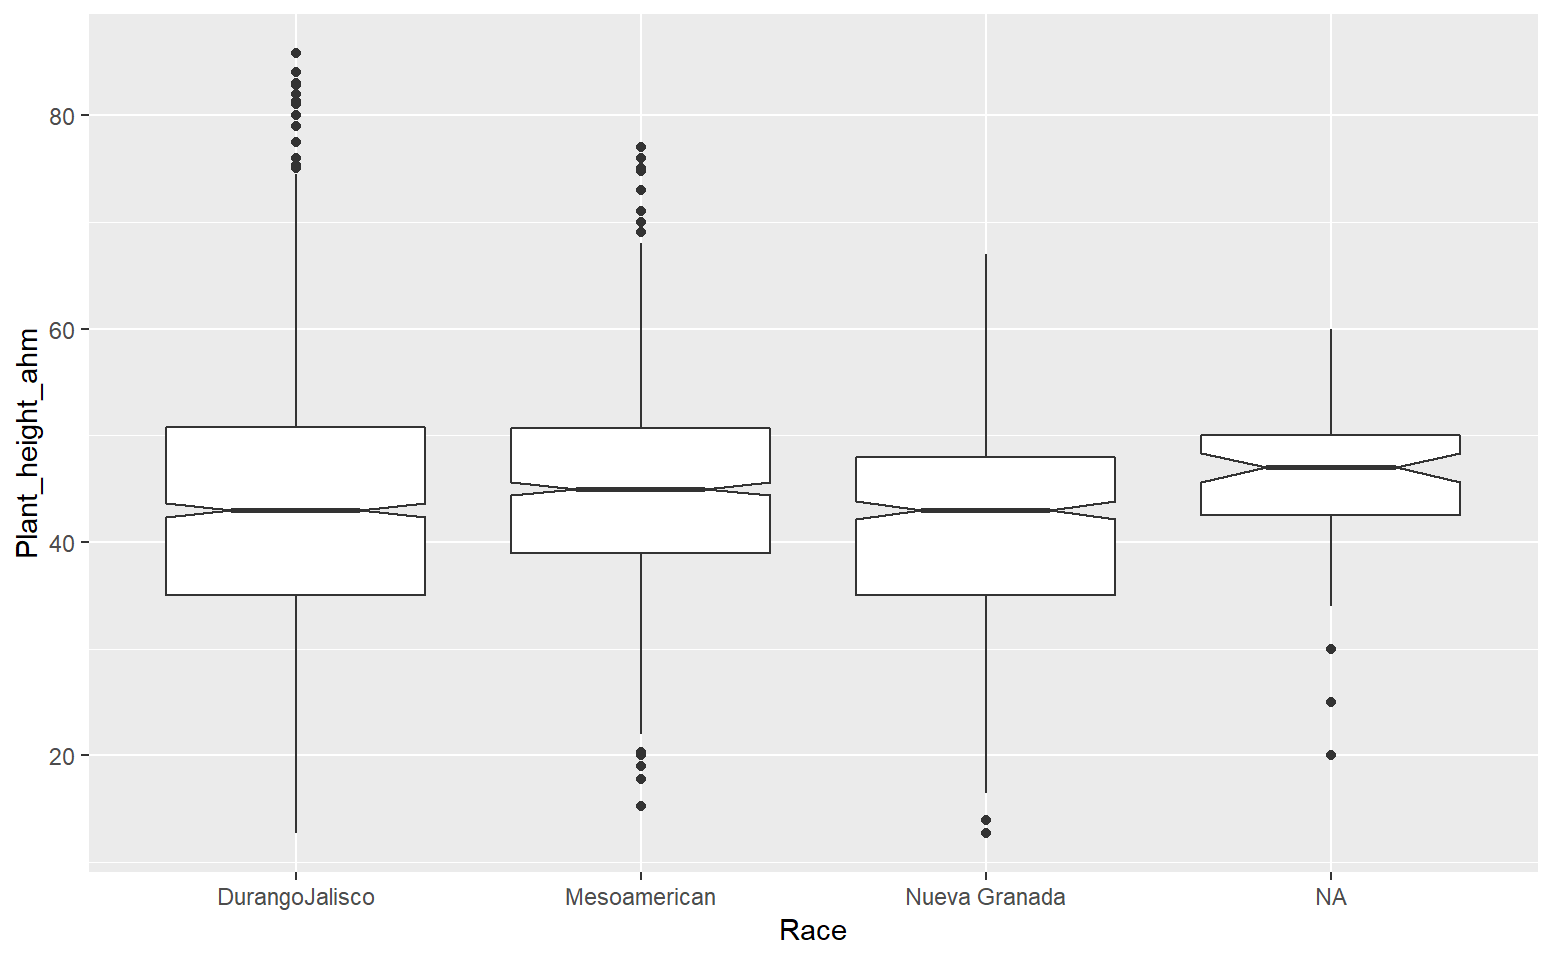 Plant_height_ahm
80
60
40
20
DurangoJalisco
Mesoamerican
Nueva Granada
NA
Race